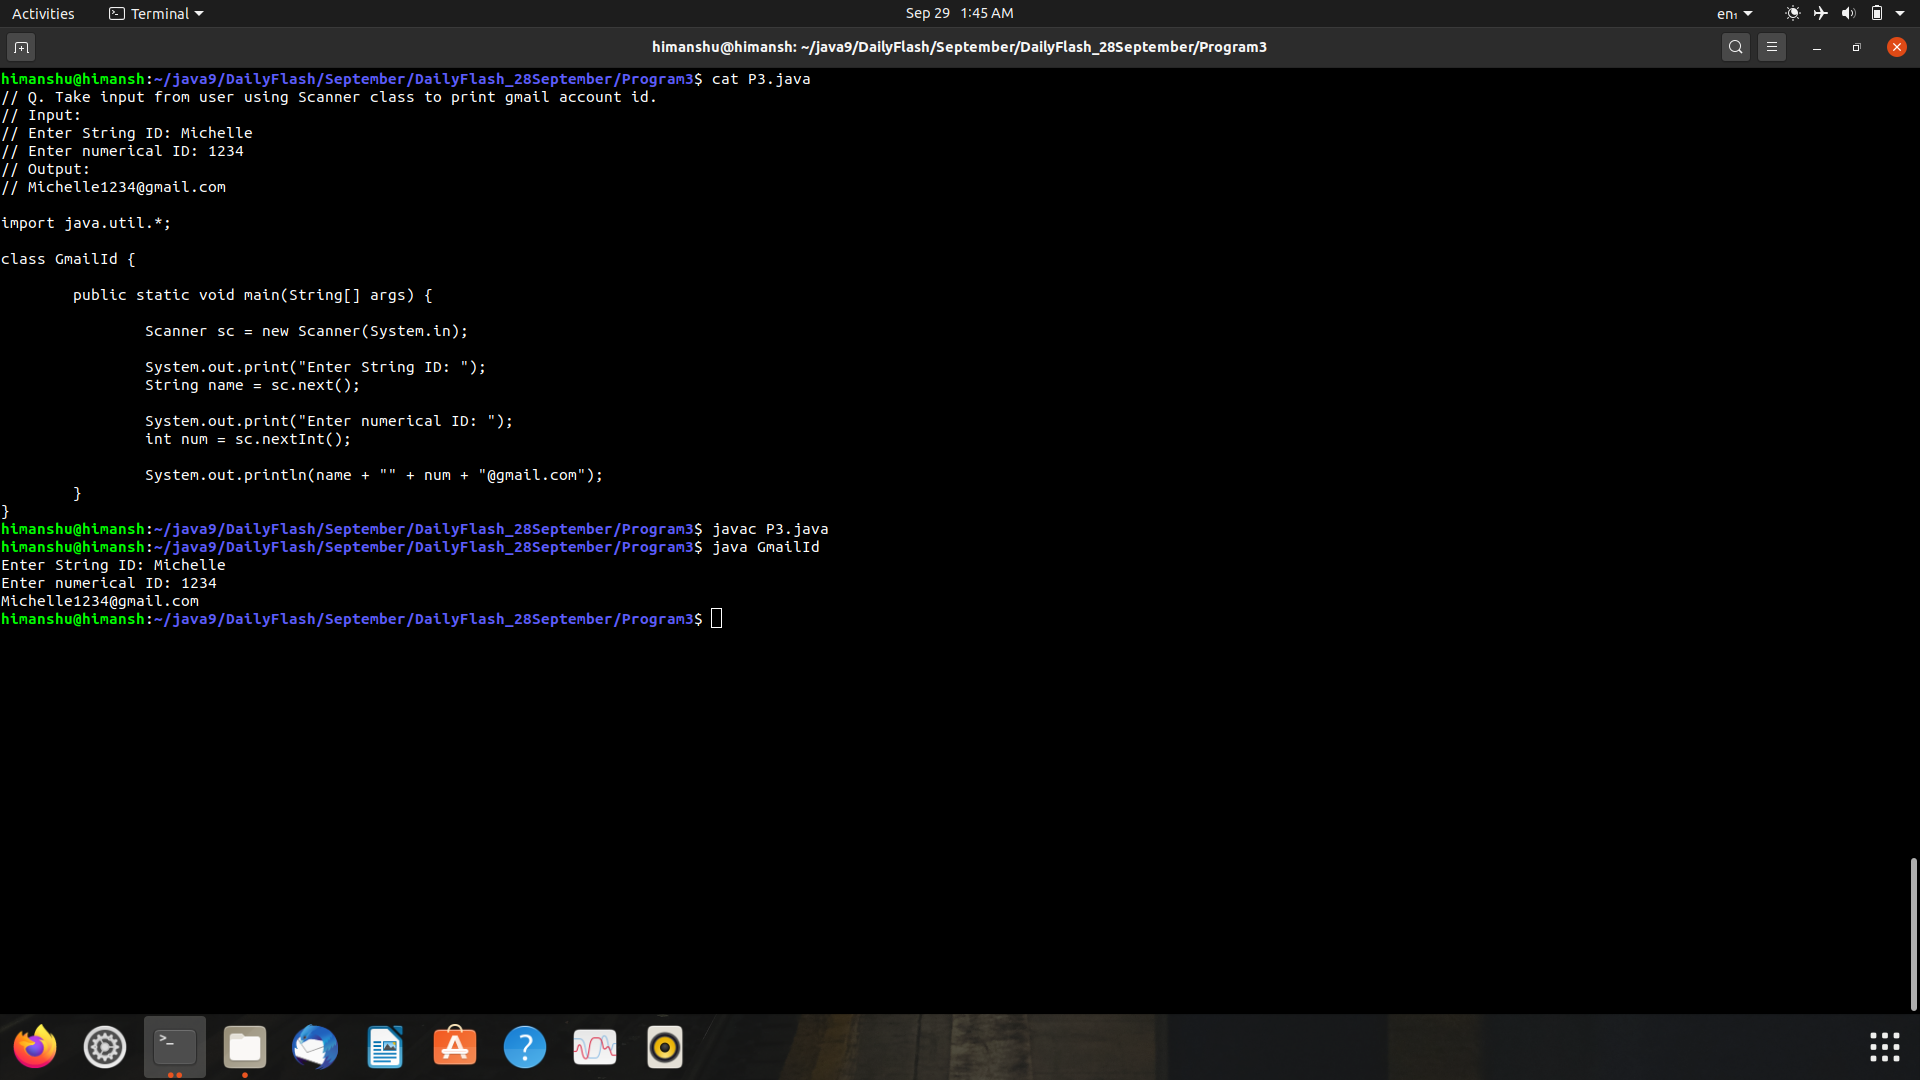 Activities Terminal Sep 29 1:45 AM en₁
himanshu@himansh: ~/java9/DailyFlash/September/DailyFlash_28September/Program3
himanshu@himansh:~/java9/DailyFlash/September/DailyFlash_28September/Program3$ cat P3.java
// Q. Take input from user using Scanner class to print gmail account id.
// Input:
// Enter String ID: Michelle
// Enter numerical ID: 1234
// Output:
// Michelle1234@gmail.com
import java.util.*;
class GmailId {
public static void main(String[] args) {
Scanner sc = new Scanner(System.in);
System.out.print("Enter String ID: ");
String name = sc.next();
System.out.print("Enter numerical ID: ");
int num = sc.nextInt();
System.out.println(name + "" + num + "@gmail.com");
}
}
himanshu@himansh:~/java9/DailyFlash/September/DailyFlash_28September/Program3$ javac P3.java
himanshu@himansh:~/java9/DailyFlash/September/DailyFlash_28September/Program3$ java GmailId
Enter String ID: Michelle
Enter numerical ID: 1234
Michelle1234@gmail.com
himanshu@himansh:~/java9/DailyFlash/September/DailyFlash_28September/Program3$